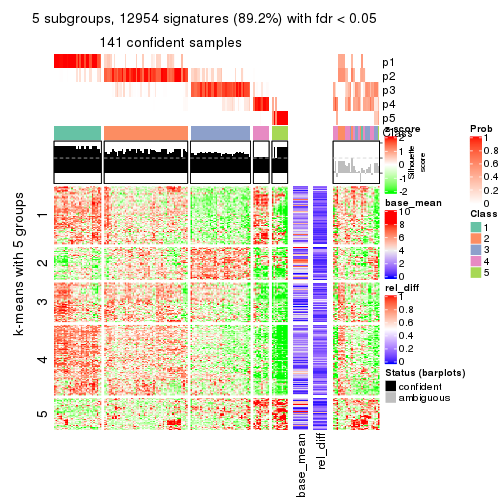 5 subgroups, 12954 signatures (89.2%) with fdr < 0.05
141 confident samples
p1
p2
p3
p4
p5
Class
Silhouette
score
k-means with 5 groups
1
2
3
4
5
base_mean
rel_diff
z-score
2
1
0
-1
-2
base_mean
10
8
6
4
2
0
rel_diff
1
0.8
0.6
0.4
0.2
0
Prob
1
0.8
0.6
0.4
0.2
0
Class
1
2
3
4
5
Status (barplots)
confident
ambiguous